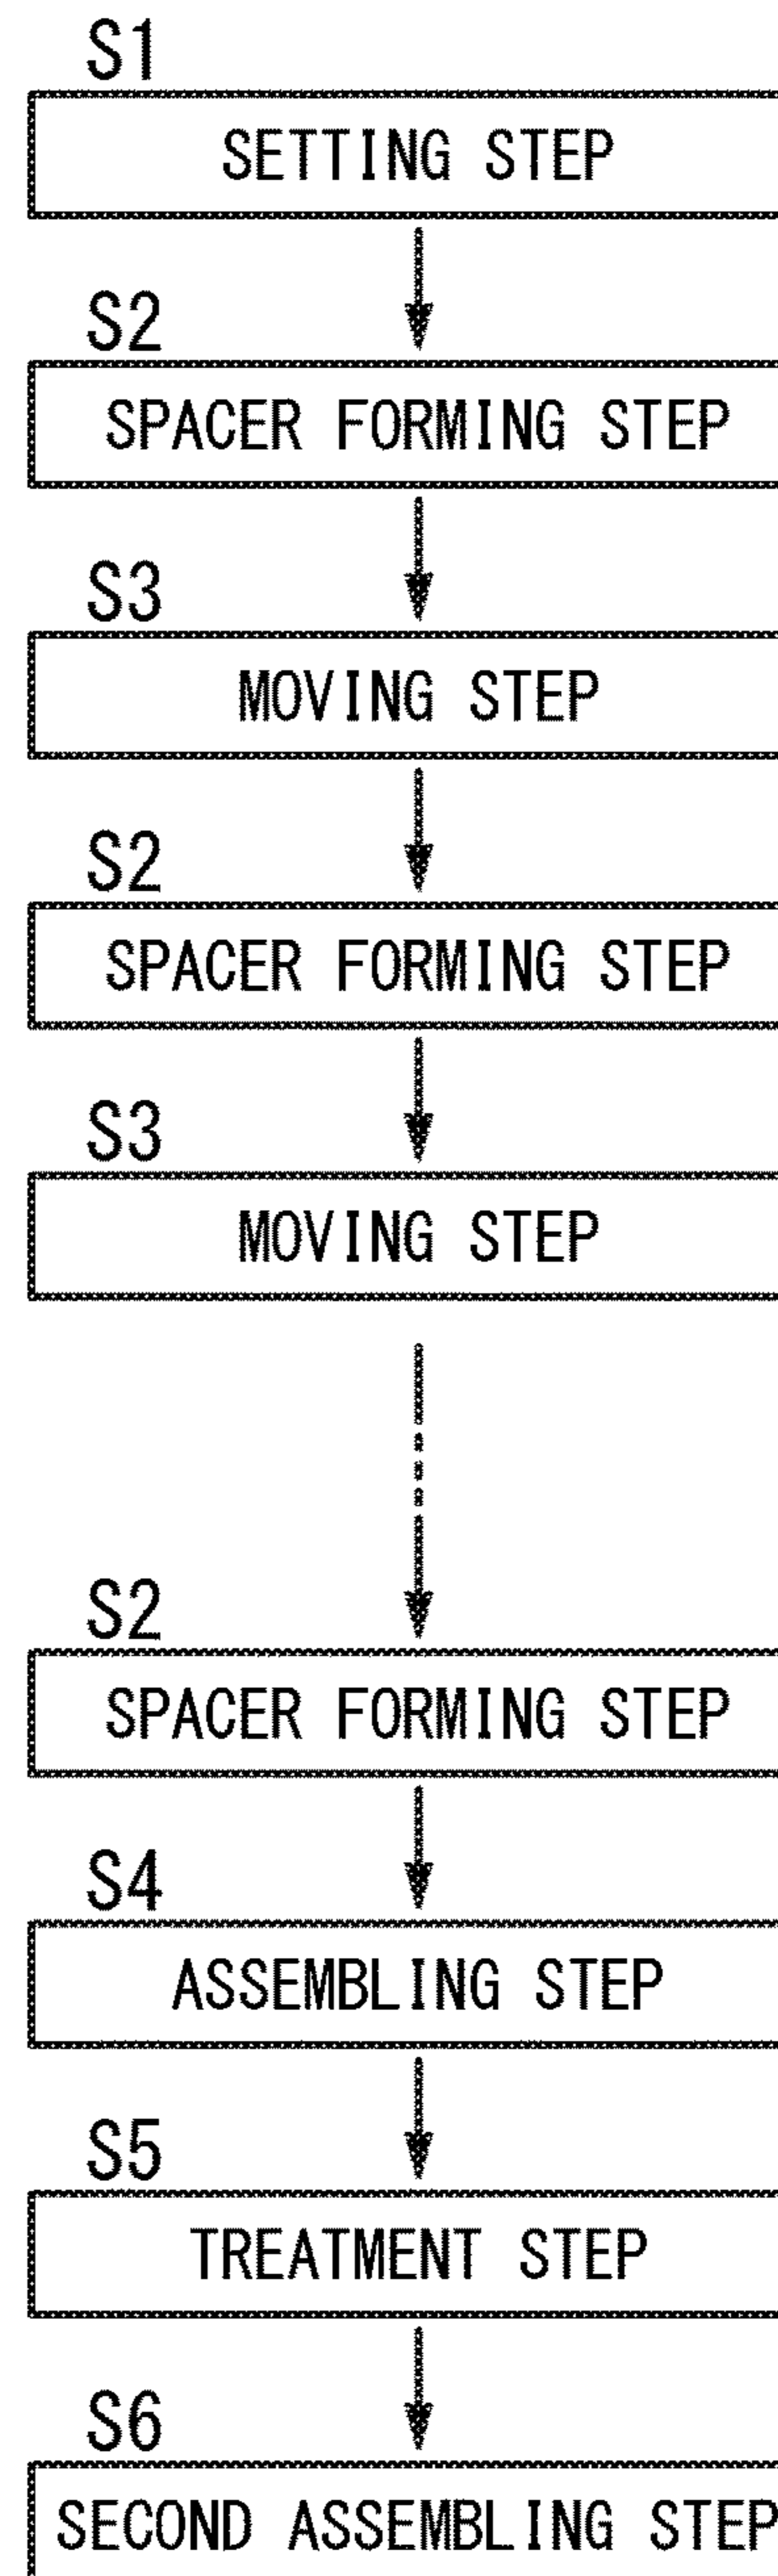 S1
SETTING STEP
S2
SPACER FORMING STEP
S3
MOVING STEP
S2
SPACER FORMING STEP
S3
MOVING STEP
S2
SPACER FORMING STEP
S4
ASSEMBLING STEP
S5
TREATMENT STEP
S6
SECOND ASSEMBLING STEP